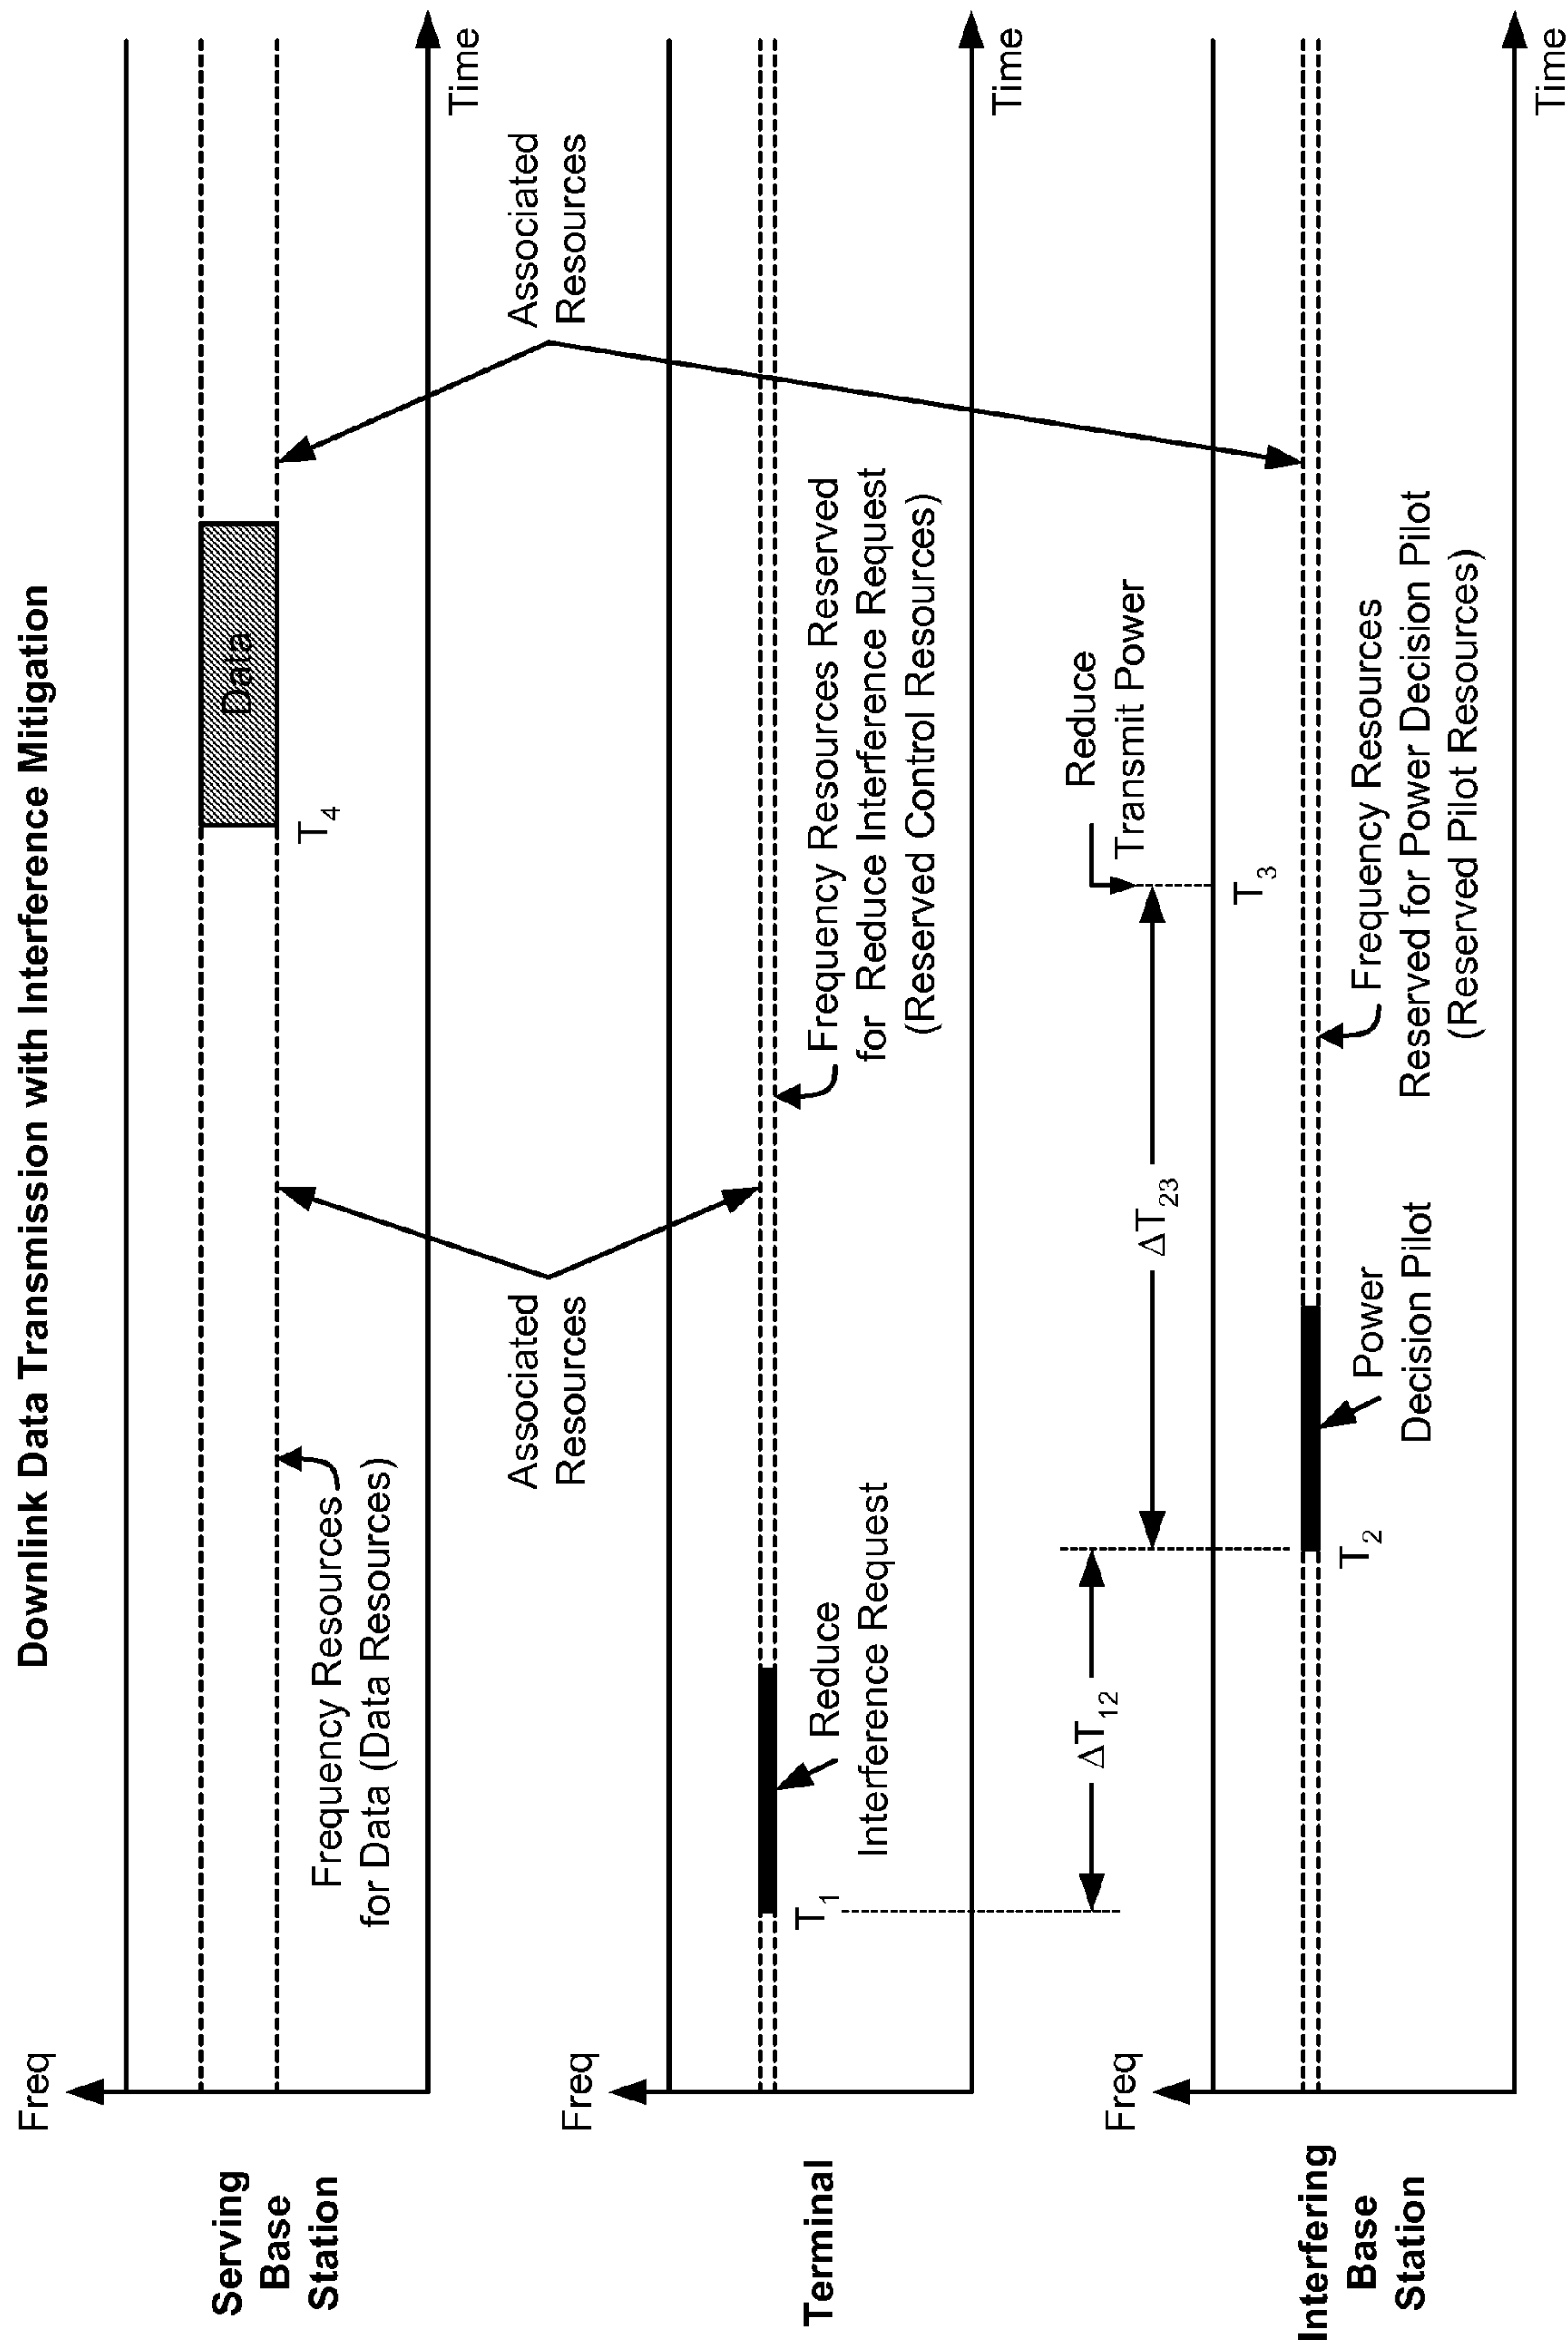 Downlink Data Transmission with Interference Mitigation
Serving
Base
Station
Freq
Frequency Resources
for Data (Data Resources)
Data
T4
Time
Associated
Resources
Associated
Resources
Terminal
Freq
T1
Reduce
Interference Request
Frequency Resources Reserved
for Reduce Interference Request
(Reserved Control Resources)
Time
ΔT12
ΔT23
Reduce
Transmit Power
Interfering
Base
Station
Freq
T2
Power
Decision Pilot
T3
Frequency Resources
Reserved for Power Decision Pilot
(Reserved Pilot Resources)
Time